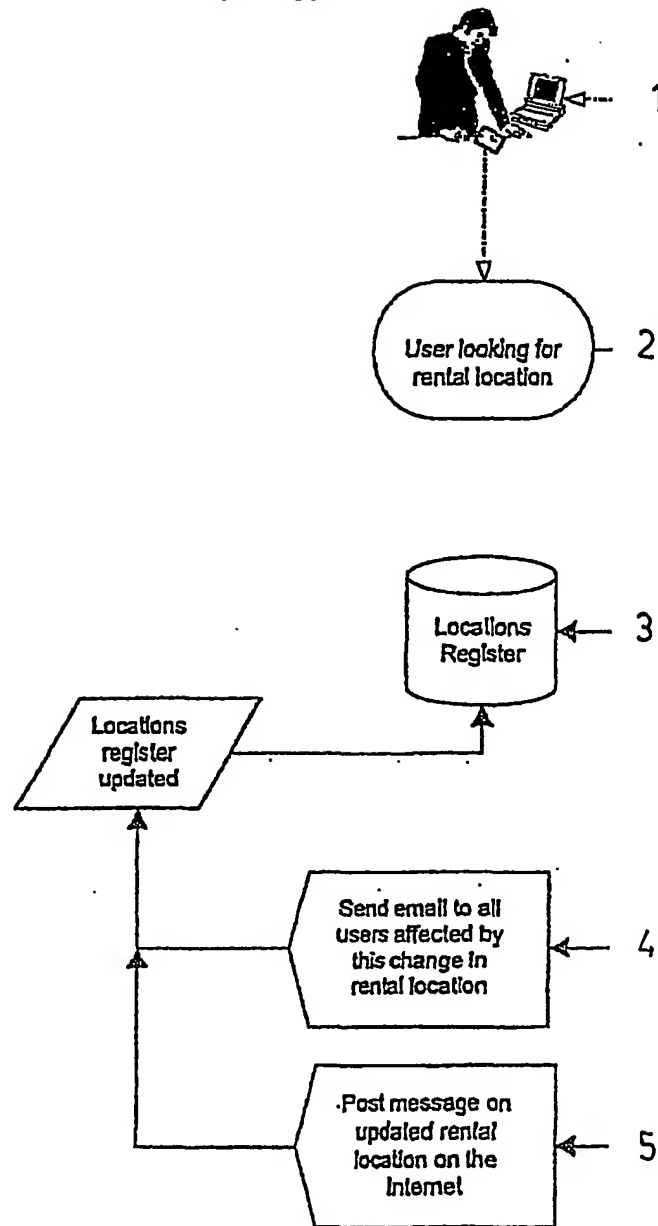 1
User looking for
rental location
2
Locations
Register
3
Locations
register
updated
Send email to all
users affected by
this change in
rental location
4
Post message on
updated rental
location on the
Internet
5